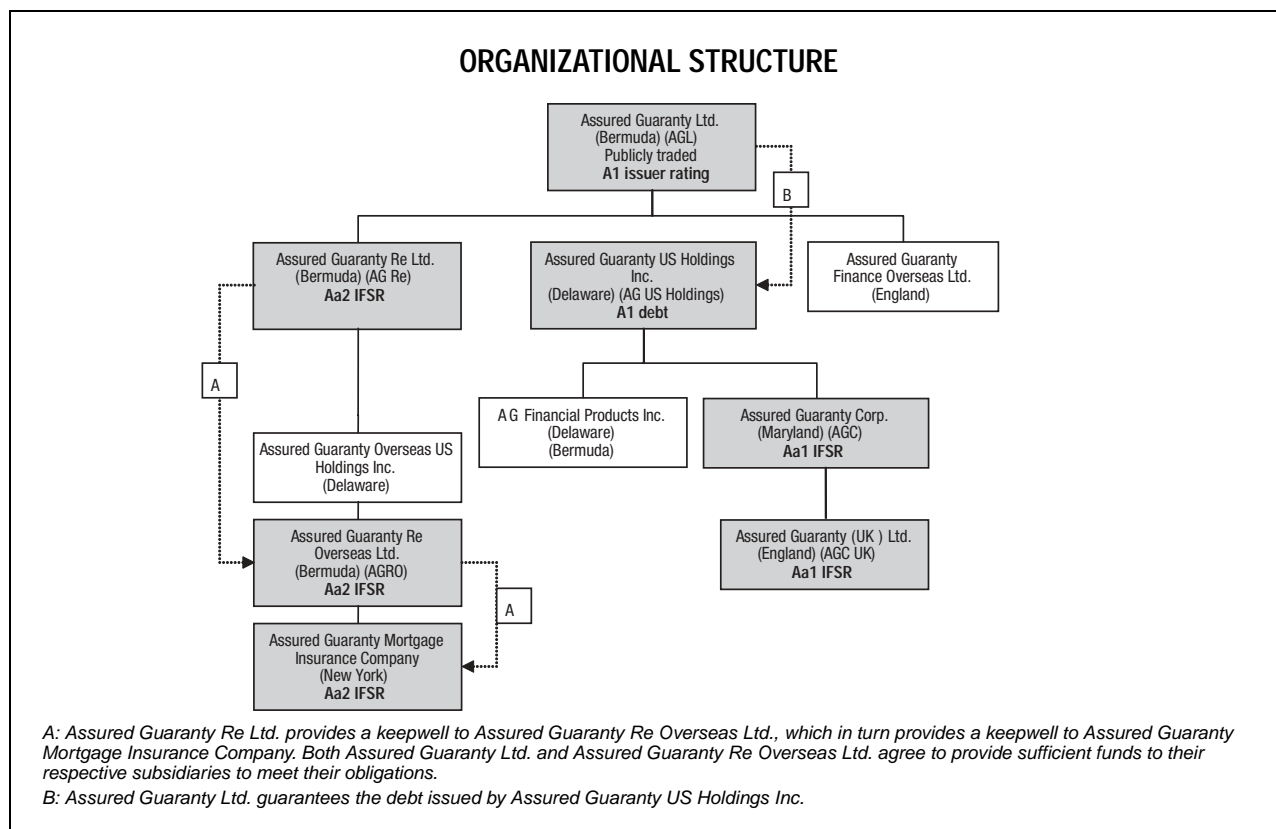 ORGANIZATIONAL STRUCTURE
Assured Guaranty Ltd.
(Bermuda) (AGL)
Publicly traded
A1 issuer rating
B
Assured Guaranty Re Ltd.
(Bermuda) (AG Re)
Aa2 IFSR
Assured Guaranty US Holdings
Inc.
(Delaware) (AG US Holdings)
A1 debt
Assured Guaranty
Finance Overseas Ltd.
(England)
A
A G Financial Products Inc.
(Delaware)
(Bermuda)
Assured Guaranty Corp.
(Maryland) (AGC)
Aa1 IFSR
Assured Guaranty Overseas US
Holdings Inc.
(Delaware)
Assured Guaranty Re
Overseas Ltd.
(Bermuda) (AGRO)
Aa2 IFSR
Assured Guaranty (UK ) Ltd.
(England) (AGC UK)
Aa1 IFSR
A
Assured Guaranty Mortgage
Insurance Company
(New York)
Aa2 IFSR
A: Assured Guaranty Re Ltd. provides a keepwell to Assured Guaranty Re Overseas Ltd., which in turn provides a keepwell to Assured Guaranty
Mortgage Insurance Company. Both Assured Guaranty Ltd. and Assured Guaranty Re Overseas Ltd. agree to provide sufficient funds to their
respective subsidiaries to meet their obligations.
B: Assured Guaranty Ltd. guarantees the debt issued by Assured Guaranty US Holdings Inc.